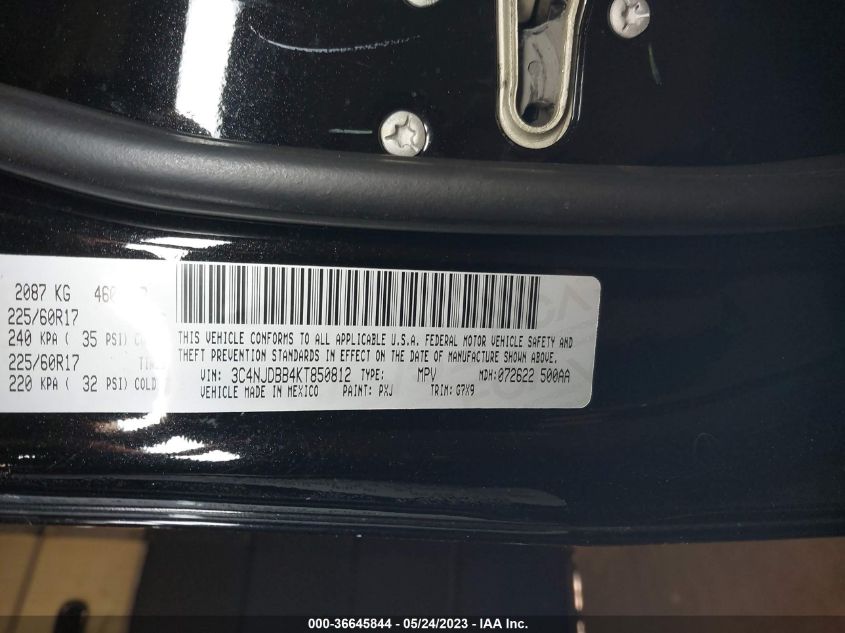 2087 KG
225/60R17
240 KPA ( 35 PSI)
225/60R17
220 KPA ( 32 PSI) COLD
THIS VEHICLE CONFORMS TO ALL APPLICABLE U.S.A. FEDERAL MOTOR VEHICLE SAFETY AND
THEFT PREVENTION STANDARDS IN EFFECT ON THE DATE OF MANUFACTURE SHOWN ABOVE.
VIN: 3C4NJDBB4KT850812 TYPE: MPV MDH: 072622 500AA
VEHICLE MADE IN MEXICO PAINT: PXJ TRIM: G7X9
000-36645844 / 05/24/2023 - IAA Inc.